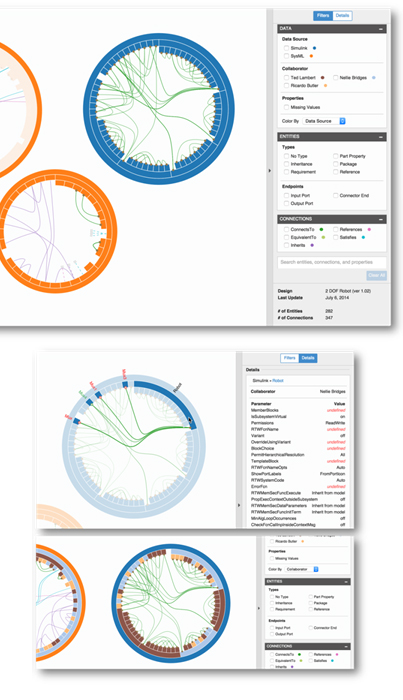 Filters Details
DATA
Data Source
Simulink
SysML
Collaborator
Ted Lambert Nellie Bridges
Ricardo Butler
Properties
Missing Values
Color By Data Source
ENTITIES
Types
No Type Part Property
Inheritance Package
Requirement Reference
Endpoints
Input Port Connector End
Output Port
CONNECTIONS
ConnectsTo References
EquivalentTo Satisfies
Inherits
Search entities, connections, and properties
Clear All
Design 2 DOF Robot (ver 1.02)
Last Update July 6, 2014
# of Entities 282
# of Connections 347
Filters Details
Details
Simulink » Robot
Collaborator Nellie Bridges
Parameter Value
MemberBlocks undefined
IsSubsystemVirtual on
Permissions ReadWrite
RTWFcnName undefined
Variant off
OverrideUsingVariant undefined
BlockChoice undefined
PermitHierarchicalResolution All
TemplateBlock undefined
RTWFcnNameOpts Auto
ShowPortLabels FromPortIcon
RTWSystemCode Auto
ErrorFcn undefined
RTWMemSecFuncExecute Inherit from model
PropExecContextOutsideSubsystem off
RTWMemSecDataParameters Inherit from model
RTWMemSecFuncInitTerm Inherit from model
MinAlgLoopOccurrences off
CheckFcnCallInpInsideContextMsg off
Robot
Ricardo Butler
Properties
Missing Values
Color By Collaborator
ENTITIES
Types
No Type Part Property
Inheritance Package
Requirement Reference
Endpoints
Input Port Connector End
Output Port
CONNECTIONS
ConnectsTo References
EquivalentTo Satisfies
Inherits